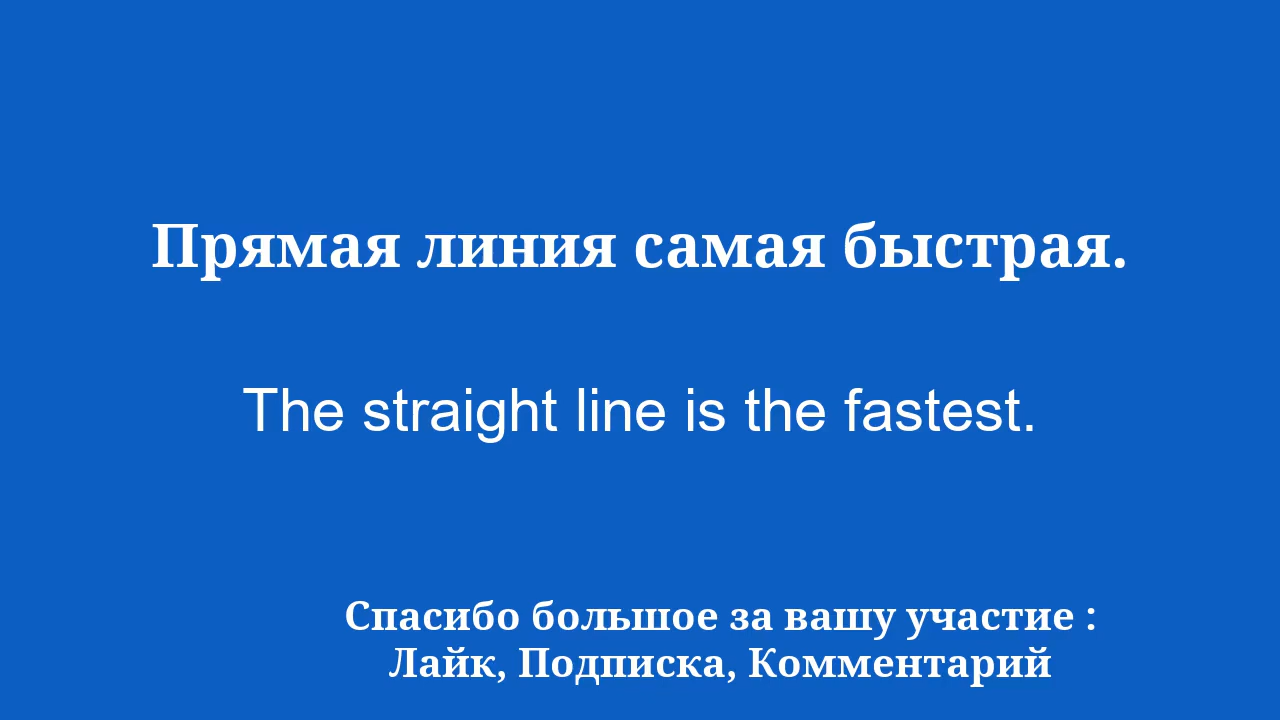 Прямая линия самая быстрая.
The straight line is the fastest.
Спасибо большое за вашу участие :
Лайк, Подписка, Комментарий